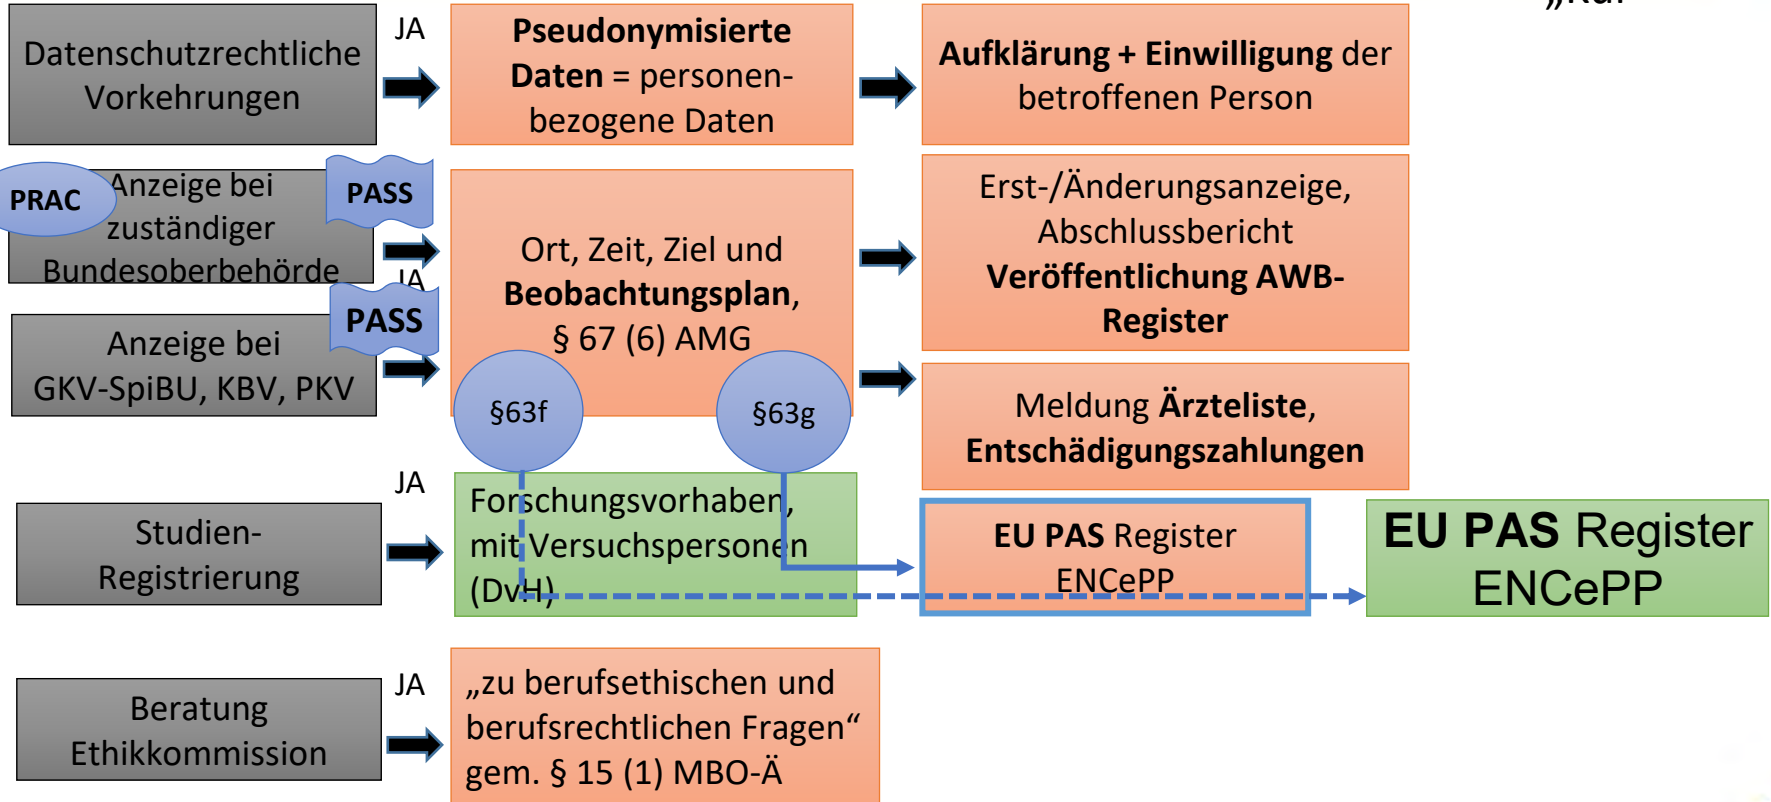 Datenschutzrechtliche
Vorkehrungen
JA
Pseudonymisierte
Daten = personen-
bezogene Daten
Aufklärung + Einwilligung der
betroffenen Person
PRAC
Anzeige bei
zuständiger
Bundesoberbehörde
PASS
JA
Anzeige bei
GKV-SpiBU, KBV, PKV
PASS
Ort, Zeit, Ziel und
Beobachtungsplan,
§ 67 (6) AMG
§63f
§63g
Erst-/Änderungsanzeige,
Abschlussbericht
Veröffentlichung AWB-
Register
Meldung Ärzteliste,
Entschädigungszahlungen
Studien-
Registrierung
JA
Forschungsvorhaben,
mit Versuchspersonen
(DvH)
EU PAS Register
ENCePP
EU PAS Register
ENCePP
Beratung
Ethikkommission
JA
„zu berufsethischen und
berufsrechtlichen Fragen“
gem. § 15 (1) MBO-Ä